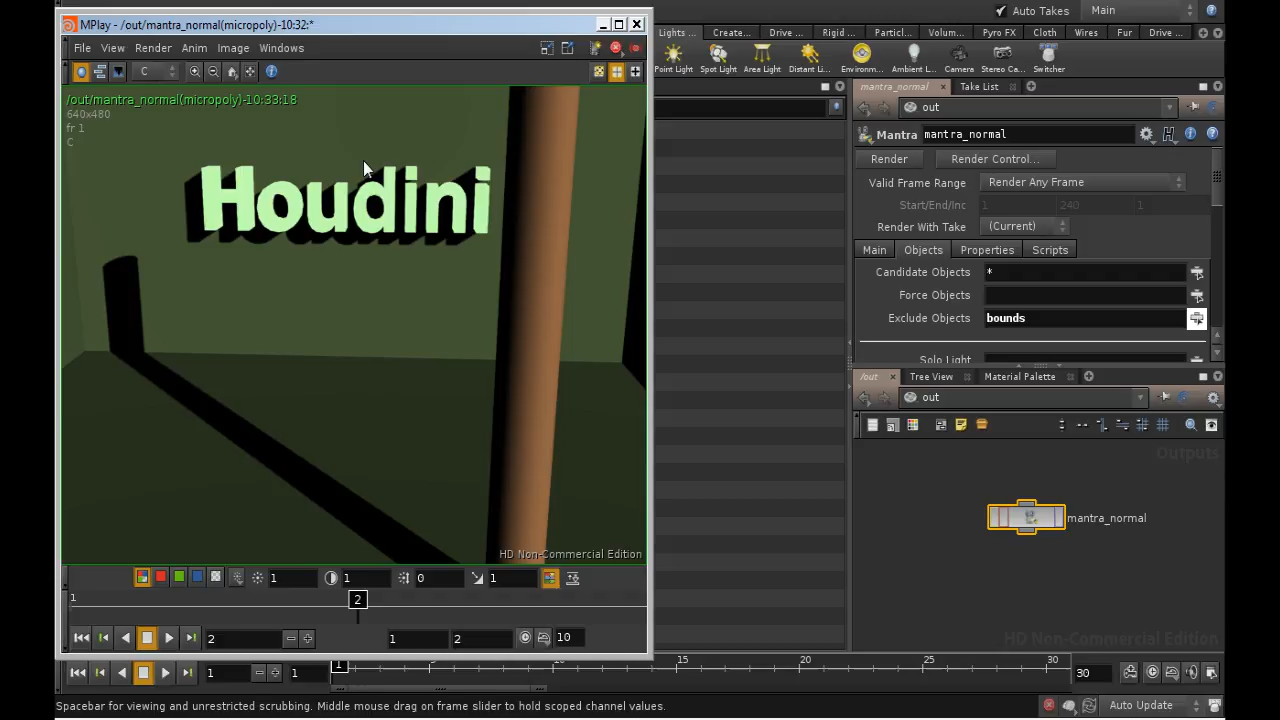 MPlay - /out/mantra_normal(micropoly)-10:32:*
File View Render Anim Image Windows
C
/out/mantra_normal(micropoly)-10:33:18
640x480
fr 1
C
Houdini
HD Non-Commercial Edition
1 1 0 1
1 2
2 1 2 10
Auto Takes Main
Lights ... Create... Drive ... Rigid ... Particl... Volum... Pyro FX Cloth Wires Fur Drive ...
Point Light Spot Light Area Light Distant L... Environm... Ambient L... Camera Stereo Ca... Switcher
mantra_normal Take List
out
Mantra mantra_normal
Render Render Control...
Valid Frame Range Render Any Frame
Start/End/Inc 1 240 1
Render With Take (Current)
Main Objects Properties Scripts
Candidate Objects *
Force Objects
Exclude Objects bounds
Solo Light
/out Tree View Material Palette
out
Outputs
mantra_normal
HD Non-Commercial Edition
1 1 1 5 10 15 20 25 30 30
Spacebar for viewing and unrestricted scrubbing. Middle mouse drag on frame slider to hold scoped channel values. Auto Update